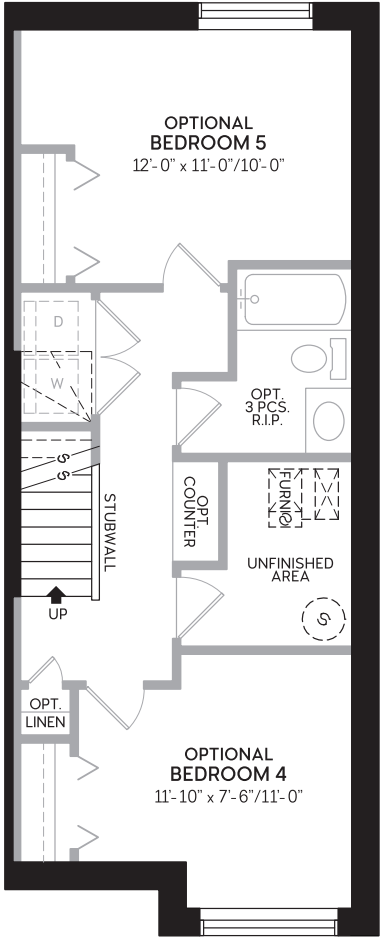 OPTIONAL
BEDROOM 5
12'-0" x 11'-0"/10'-0"
D
W
OPT.
3 PCS.
R.I.P.
S
S
STUBWALL
OPT.
COUNTER
FURN
UNFINISHED
AREA
S
UP
OPT.
LINEN
OPTIONAL
BEDROOM 4
11'-10" x 7'-6"/11'-0"